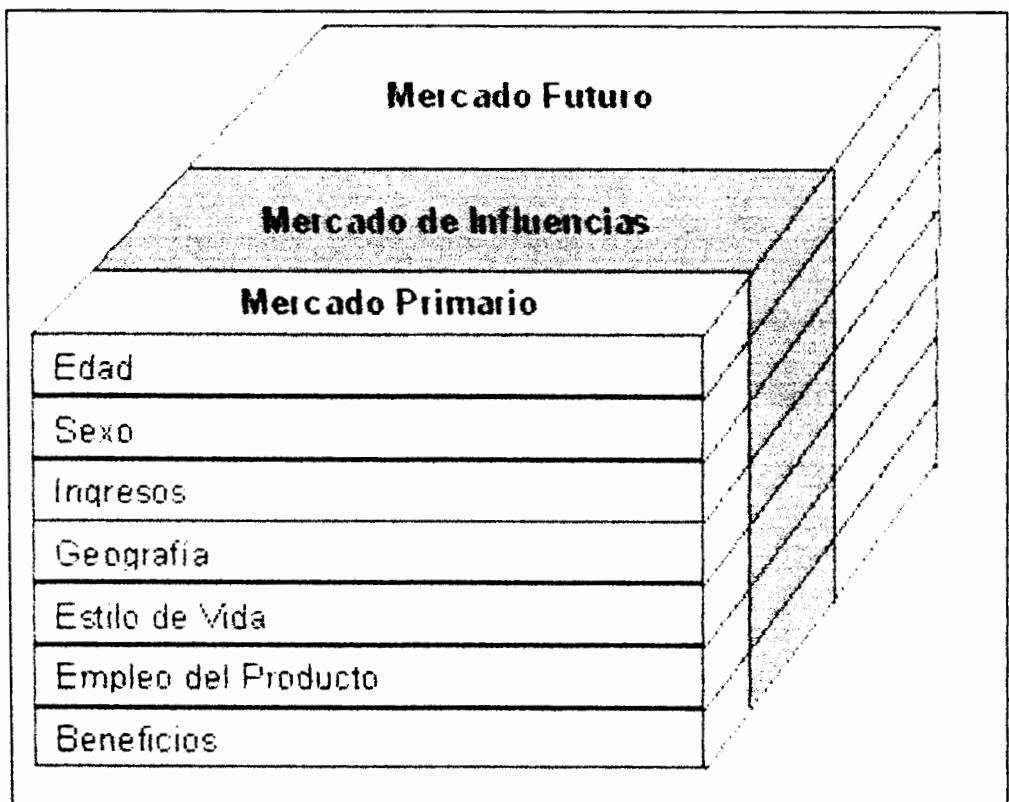 Mercado Futuro
Mercado de Influencias
Mercado Primario
Edad
Sexo
Ingresos
Geografía
Estilo de Vida
Empleo del Producto
Beneficios